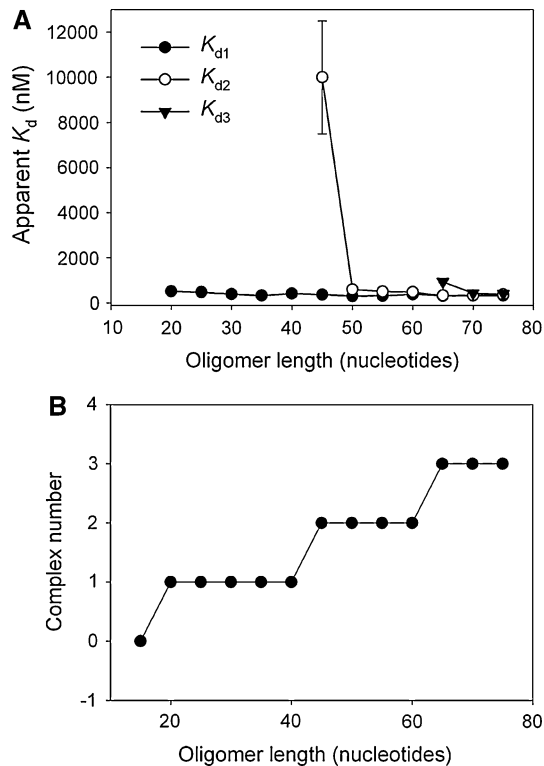 A
Apparent Kd (nM)
12000
10000
8000
6000
4000
2000
0
Kd1
Kd2
Kd3
10 20 30 40 50 60 70 80
Oligomer length (nucleotides)
B
Complex number
4
3
2
1
0
-1
20 40 60 80
Oligomer length (nucleotides)